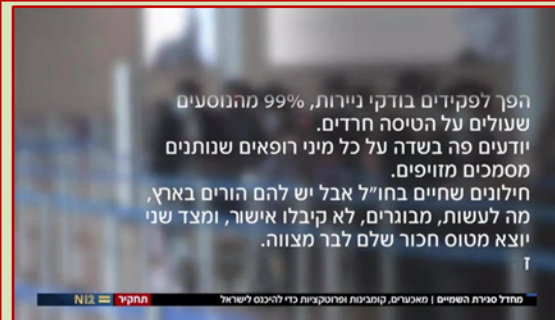 הפך לפקידים בודקי ניירות, 99% מהנוסעים
שעולים על הטיסה חרדים.
יודעים פה בשדה על כל מיני רופאים שנותנים
מסמכים מזויפים.
חילונים שחיים בחו״ל אבל יש להם הורים בארץ,
מה לעשות, מבוגרים, לא קיבלו אישור, ומצד שני
יוצא מטוס חכור שלם לבר מצווה.
ז
מחדל סגירת השמיים | מאכערים, קומבינות ופרוטקציות כדי להיכנס לישראל תחקיר N12